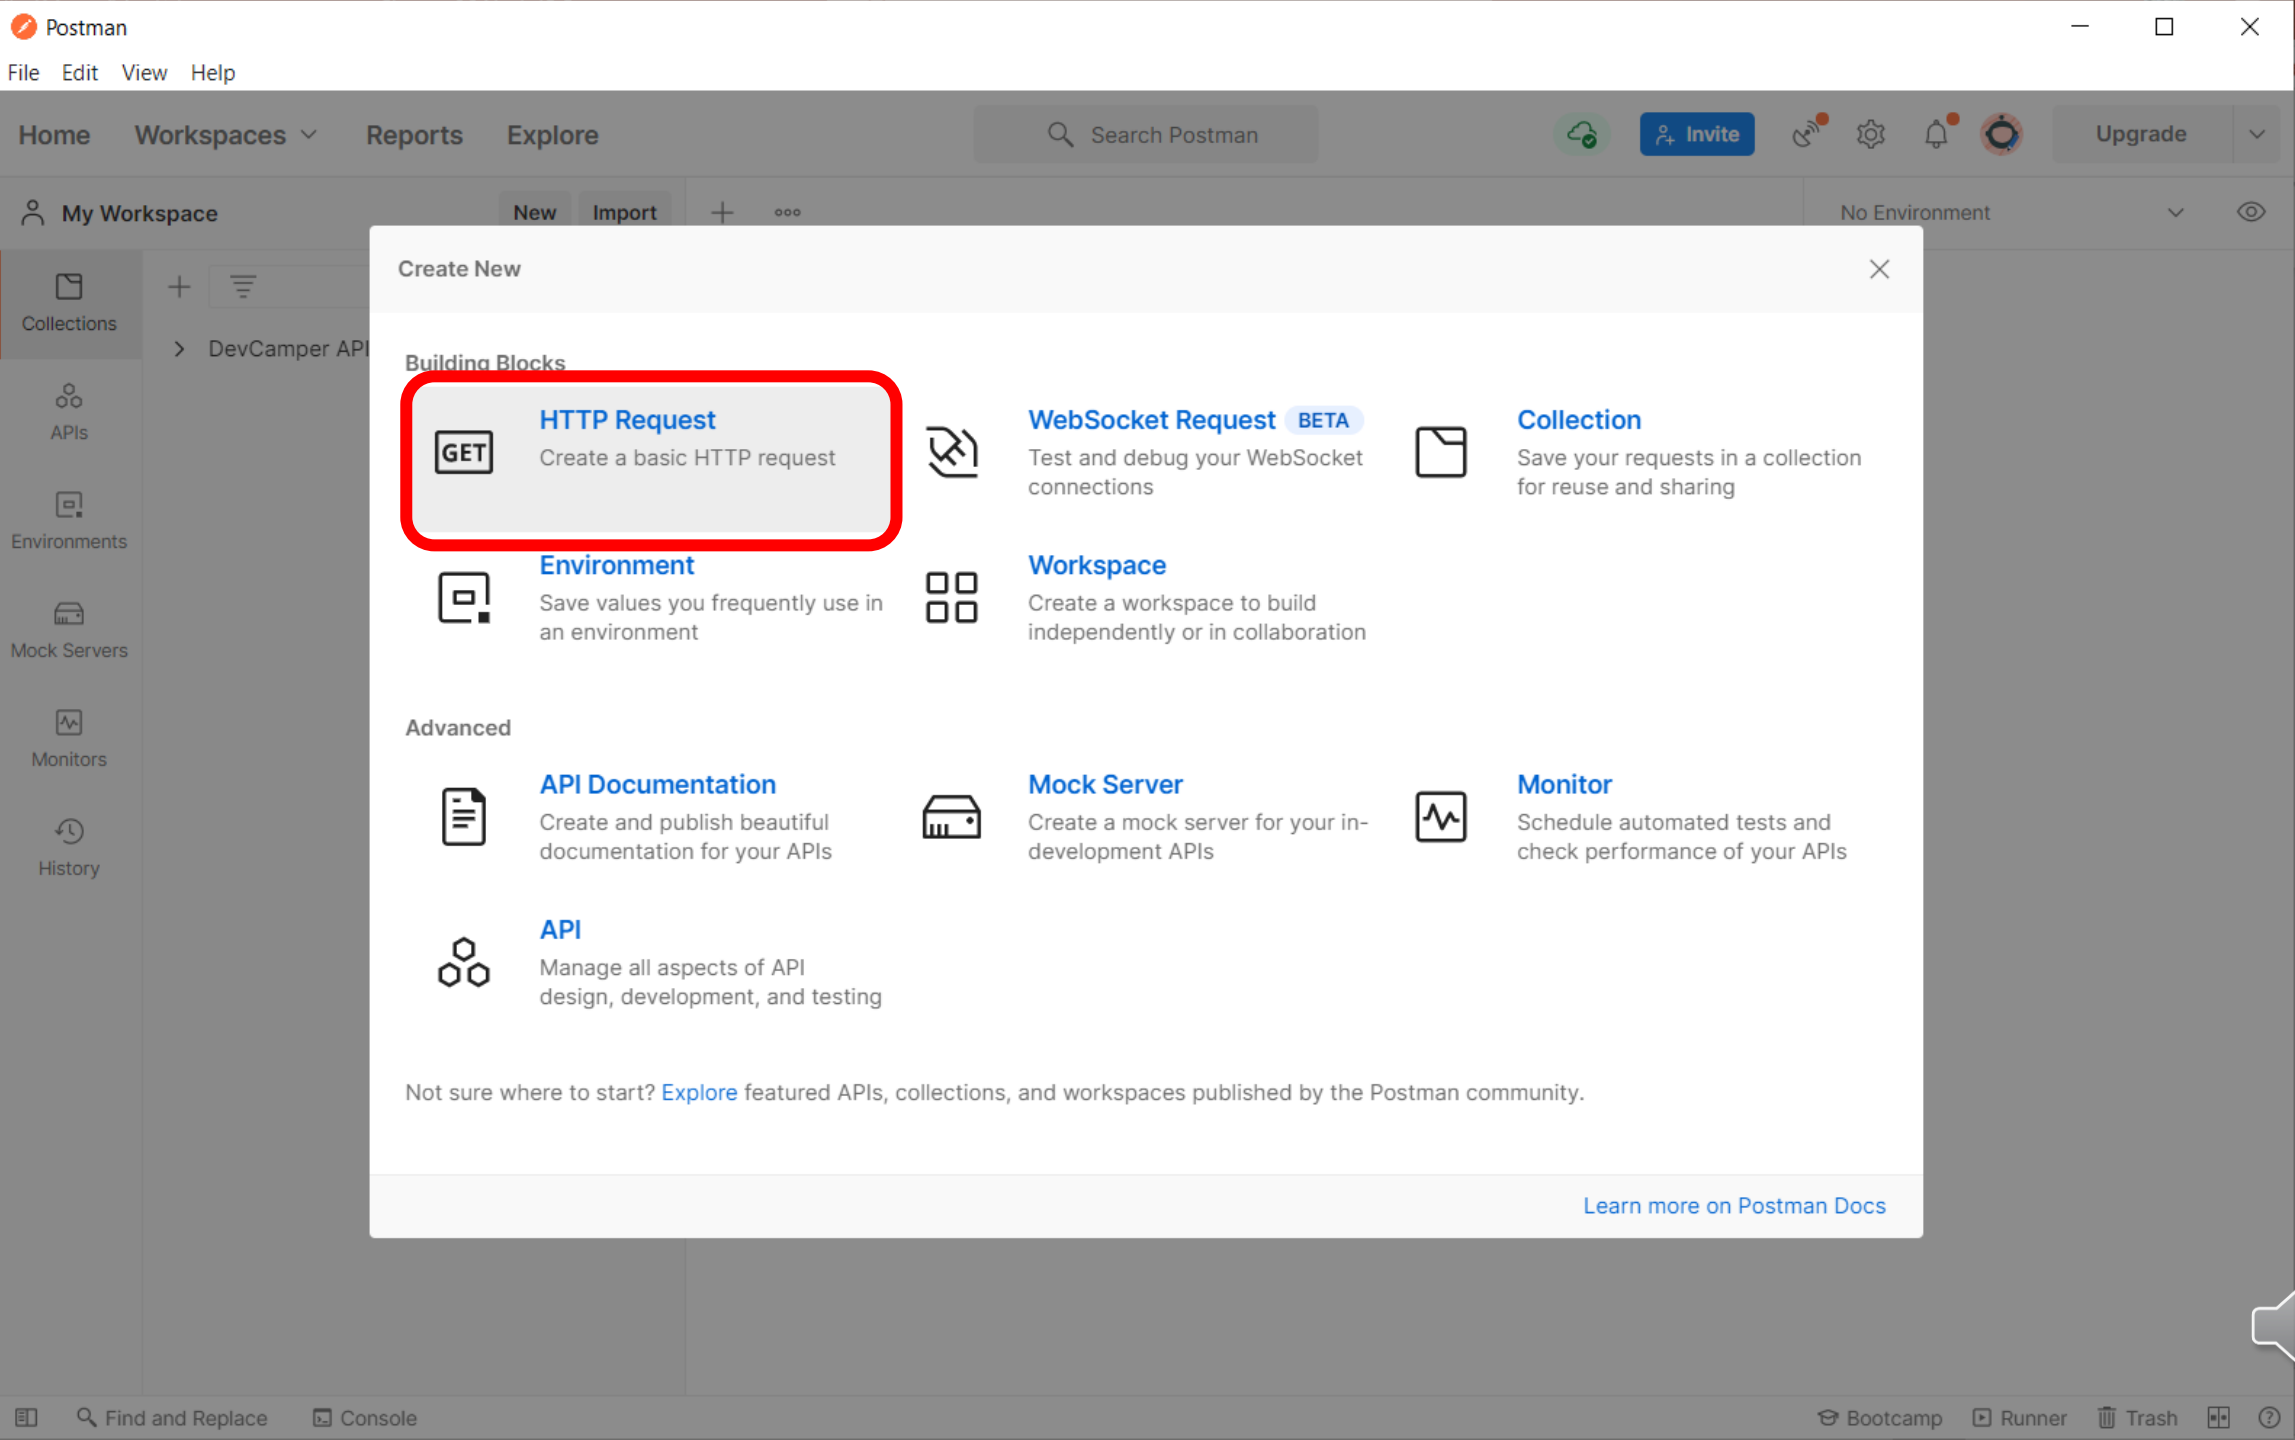 Postman
File Edit View Help
Home Workspaces Reports Explore Search Postman Invite Upgrade
My Workspace New Import No Environment
Create New
Collections
DevCamper API
Building Blocks
HTTP Request
GET
Create a basic HTTP request
WebSocket Request BETA
Test and debug your WebSocket
connections
Collection
Save your requests in a collection
for reuse and sharing
APIs
Environments
Environment
Save values you frequently use in
an environment
Workspace
Create a workspace to build
independently or in collaboration
Mock Servers
Monitors
History
Advanced
API Documentation
Create and publish beautiful
documentation for your APIs
Mock Server
Create a mock server for your in-
development APIs
Monitor
Schedule automated tests and
check performance of your APIs
API
Manage all aspects of API
design, development, and testing
Not sure where to start? Explore featured APIs, collections, and workspaces published by the Postman community.
Learn more on Postman Docs
Find and Replace Console Bootcamp Runner Trash